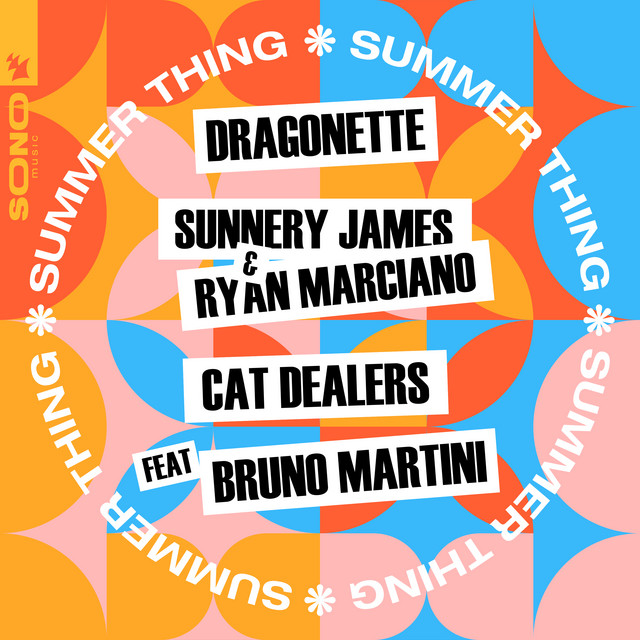 SONO
music
SUMMER THING * SUMMER THING * SUMMER THING * SUMMER THING *
DRAGONETTE
SUNNERY JAMES
&
RYAN MARCIANO
CAT DEALERS
FEAT BRUNO MARTINI